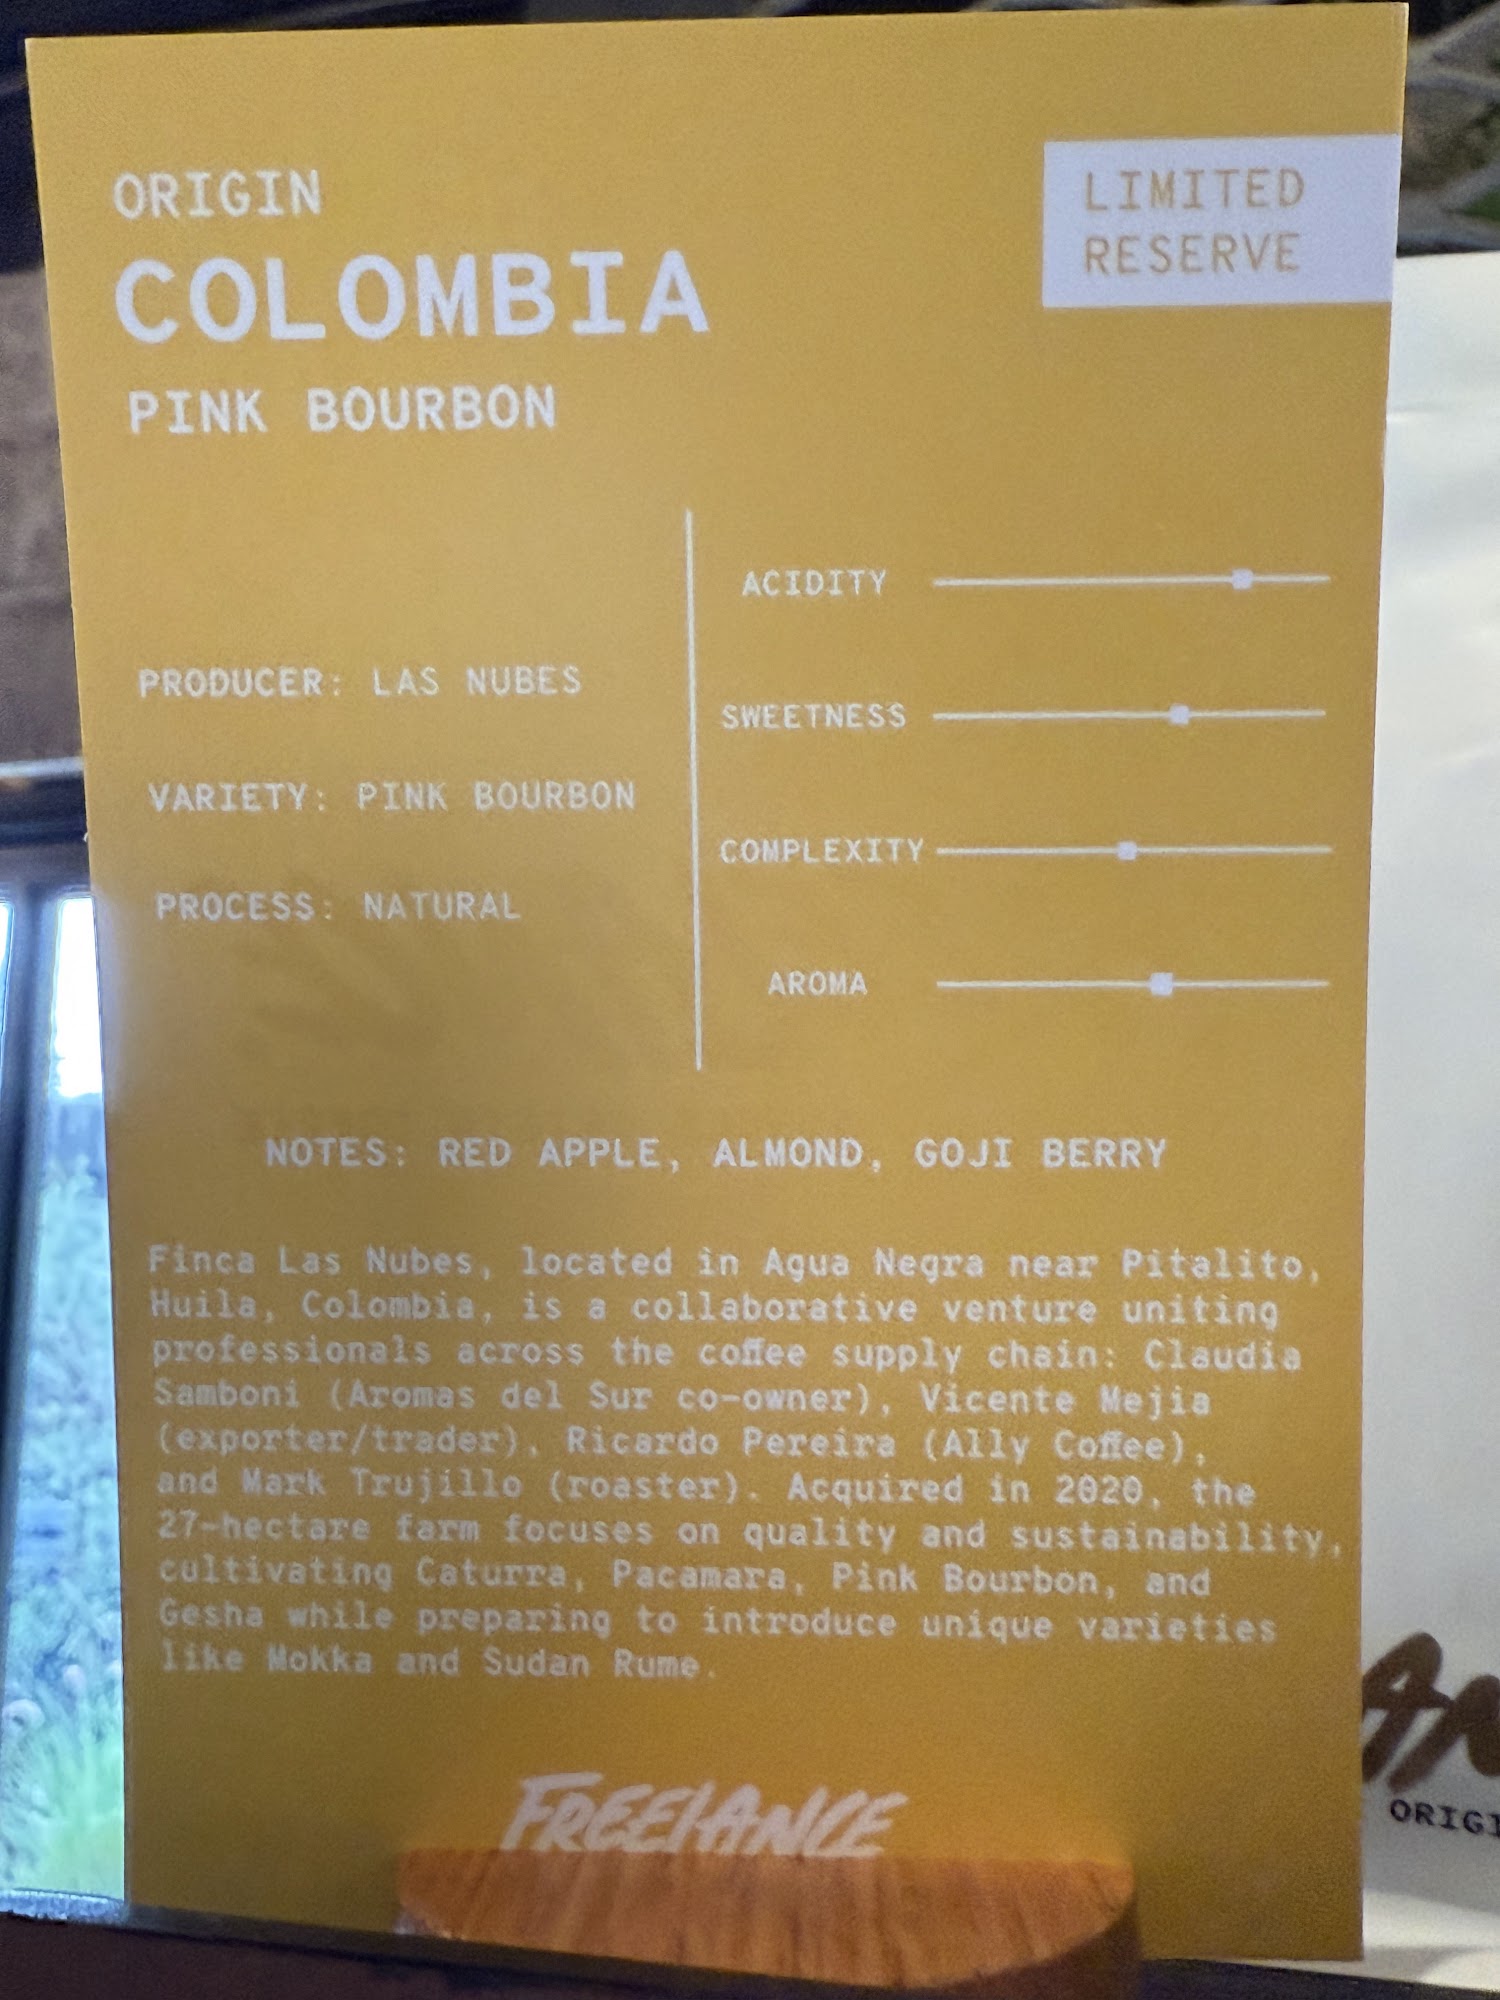 ORIGIN
COLOMBIA
PINK BOURBON
LIMITED
RESERVE
PRODUCER: LAS NUBES
VARIETY: PINK BOURBON
PROCESS: NATURAL
ACIDITY
SWEETNESS
COMPLEXITY
AROMA
NOTES: RED APPLE, ALMOND, GOJI BERRY
Finca Las Nubes, located in Agua Negra near Pitalito,
Huila, Colombia, is a collaborative venture uniting
professionals across the coffee supply chain: Claudia
Samboni (Aromas del Sur co-owner), Vicente Mejia
(exporter/trader), Ricardo Pereira (Ally Coffee),
and Mark Trujillo (roaster). Acquired in 2020, the
27-hectare farm focuses on quality and sustainability,
cultivating Caturra, Pacamara, Pink Bourbon, and
Gesha while preparing to introduce unique varieties
like Mokka and Sudan Rume.
FREELANCE